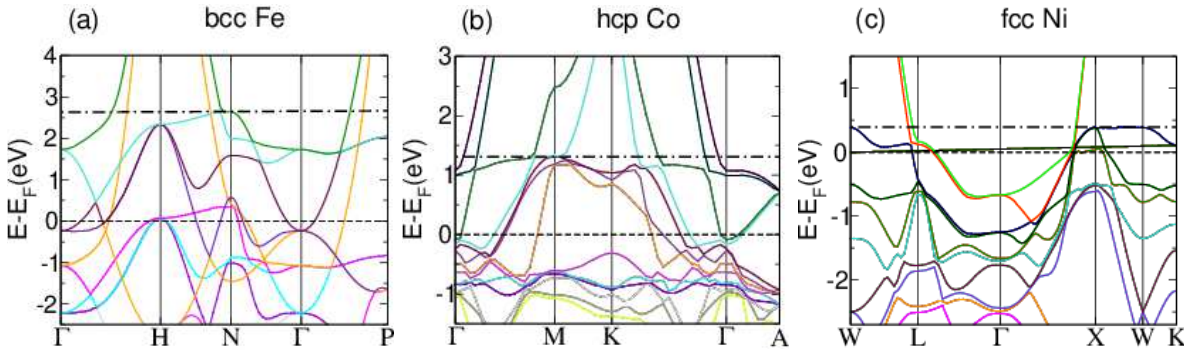 (a) bcc Fe
E-E_F(eV)
4
3
2
1
0
-1
-2
Γ H N Γ P
(b) hcp Co
E-E_F(eV)
3
2
1
0
-1
Γ M K Γ A
(c) fcc Ni
E-E_F(eV)
1
0
-1
-2
W L Γ X W K